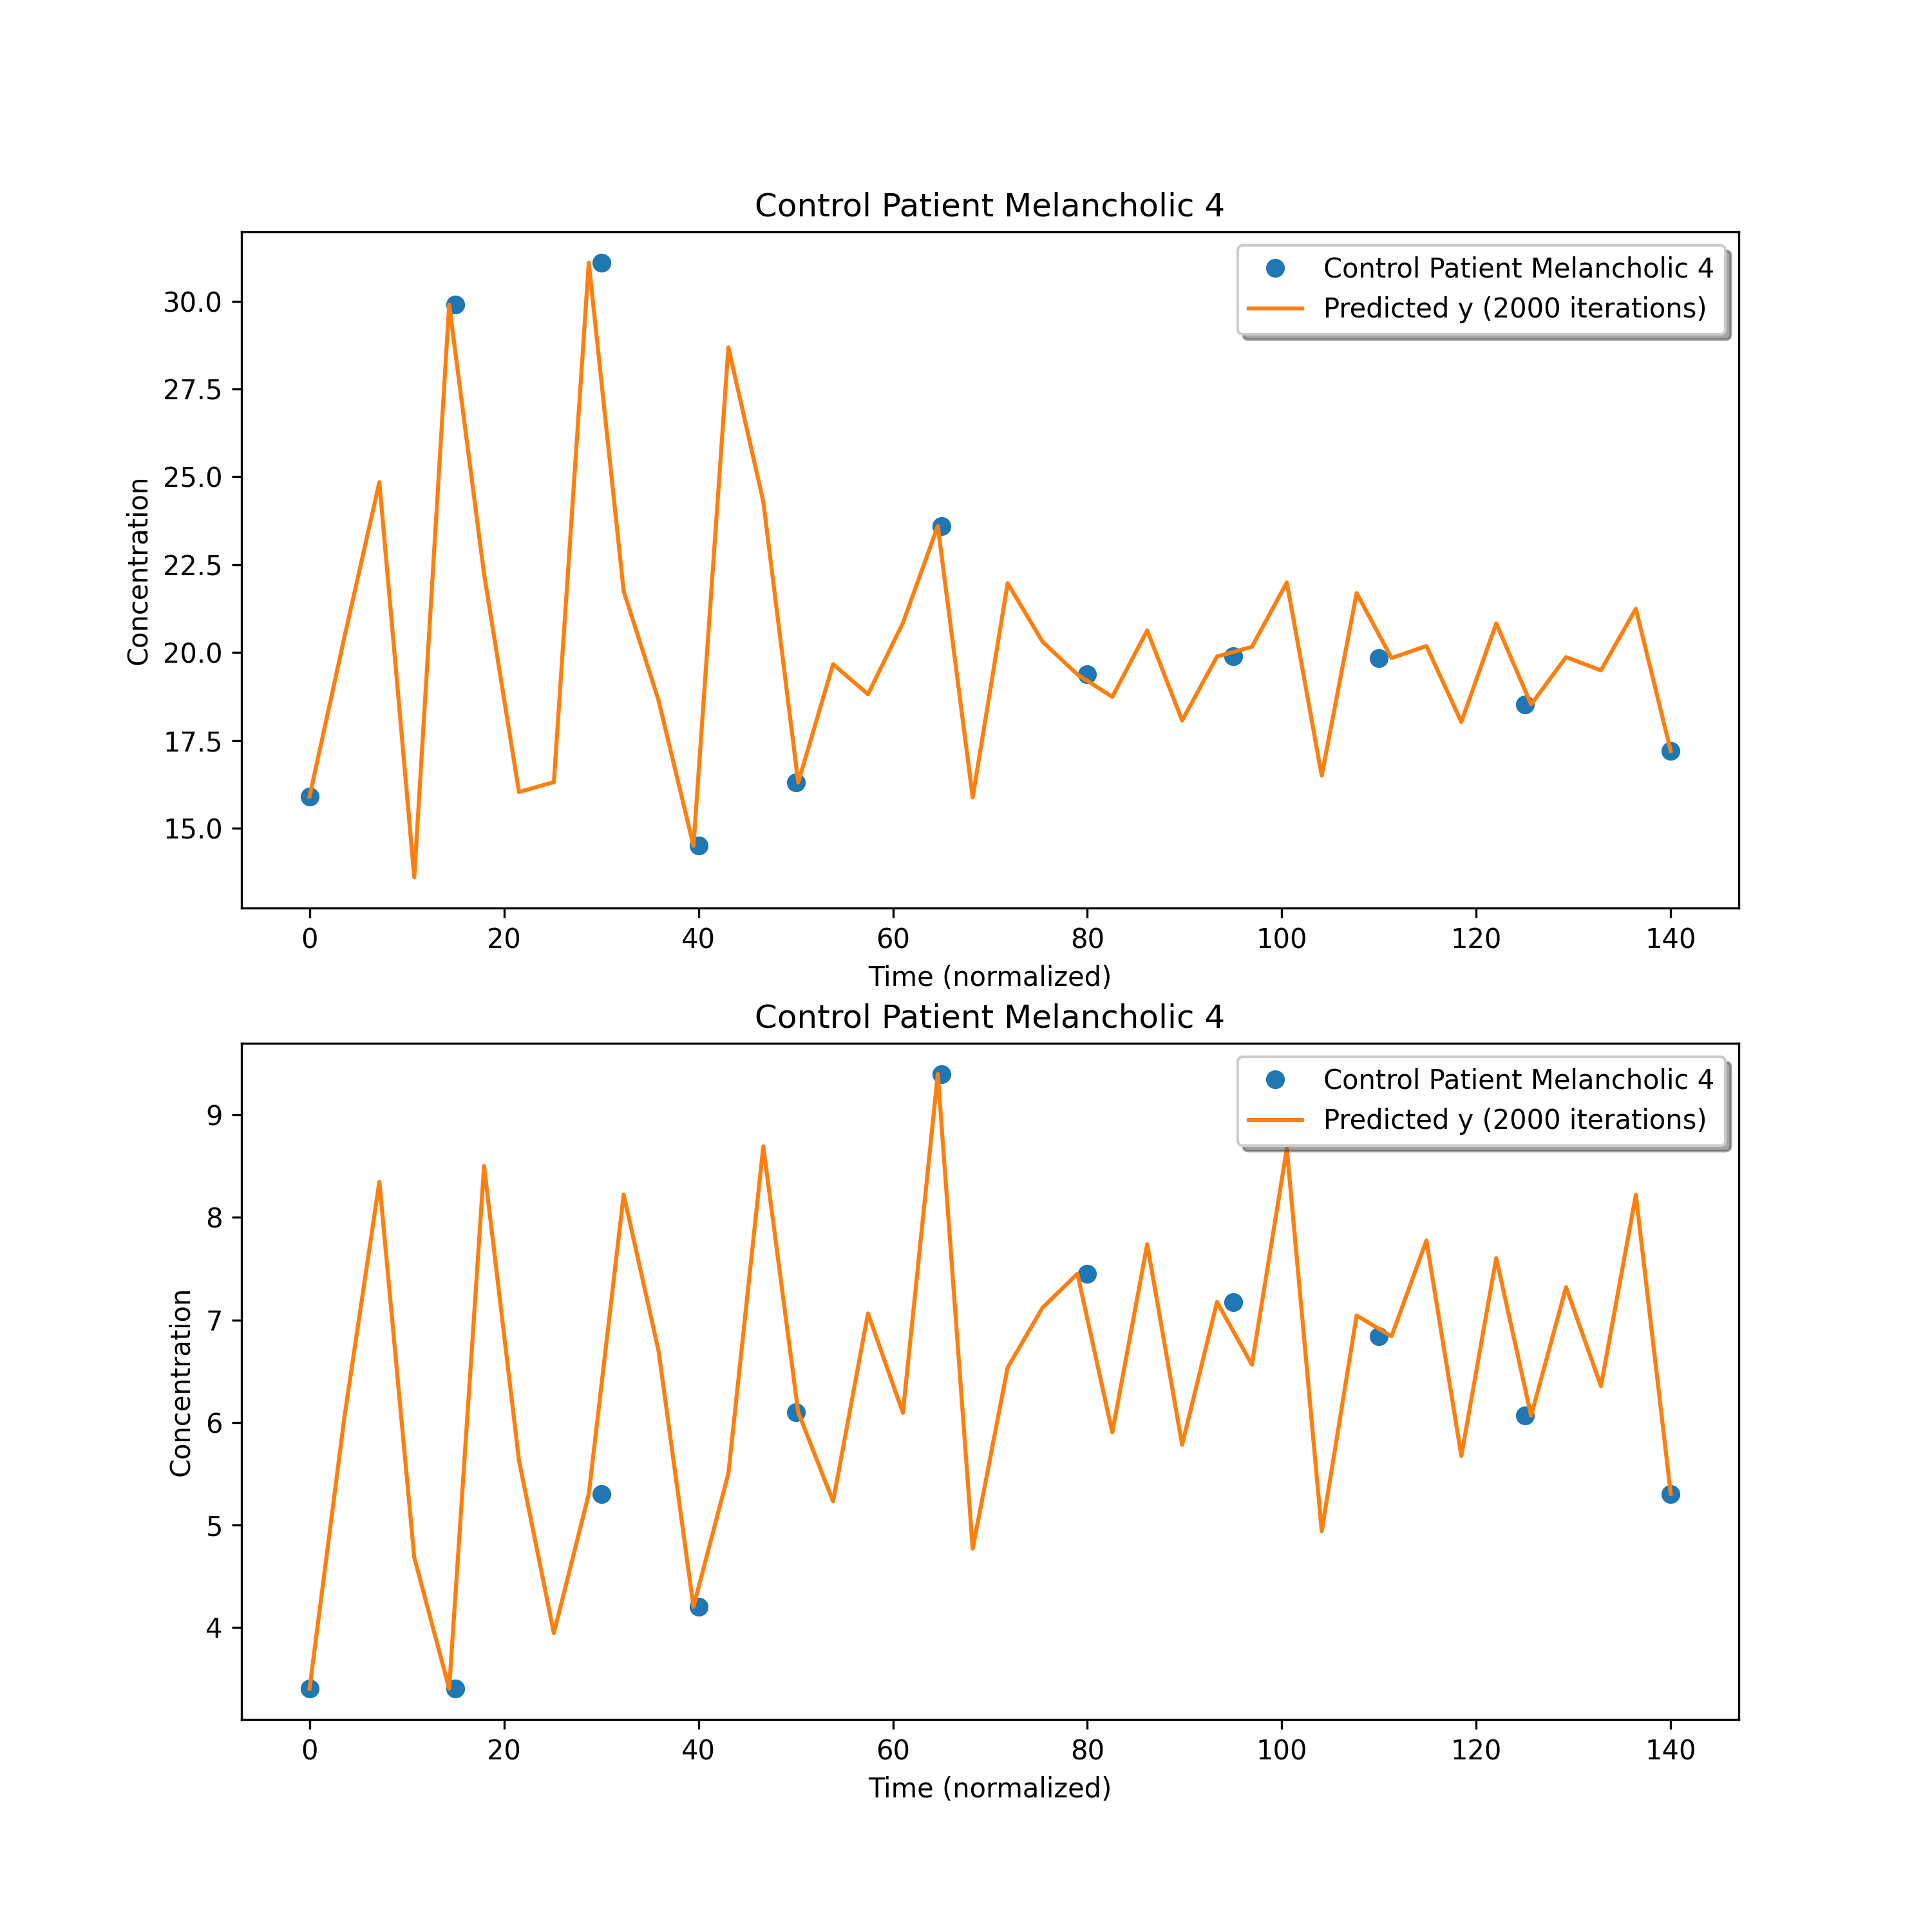 Control Patient Melancholic 4
Control Patient Melancholic 4
Predicted y (2000 iterations)
30.0
27.5
25.0
22.5
20.0
17.5
15.0
Concentration
0 20 40 60 80 100 120 140
Time (normalized)
Control Patient Melancholic 4
Control Patient Melancholic 4
Predicted y (2000 iterations)
9
8
7
6
5
4
Concentration
0 20 40 60 80 100 120 140
Time (normalized)